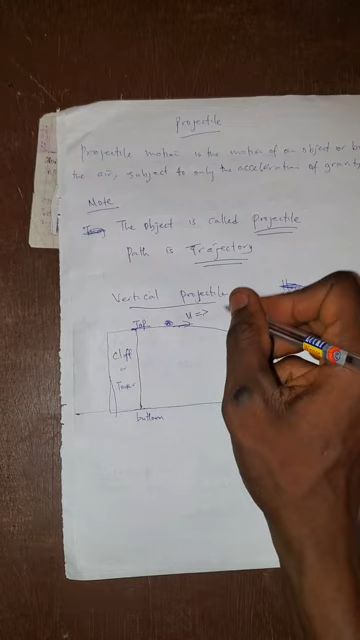 Projectile
Projectile motion is the motion of an object or bo
the air, subject to only the acceleration of gravity
Note
The object is called projectile
path is Trajectory
Vertical projectile
Top
u =>
Cliff
or
Tower
bottom